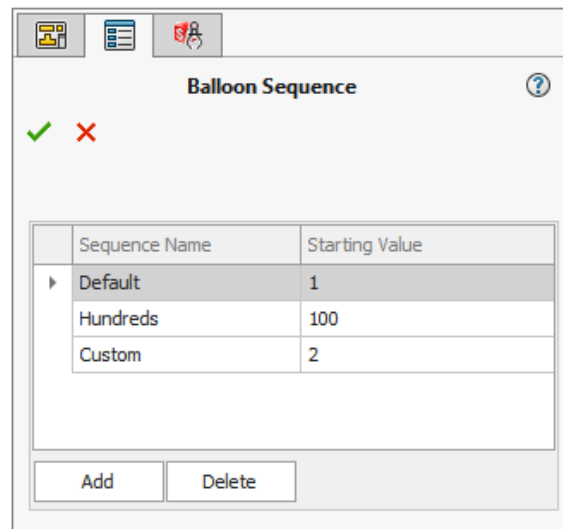 Balloon Sequence
Sequence Name Starting Value
Default 1
Hundreds 100
Custom 2
Add Delete